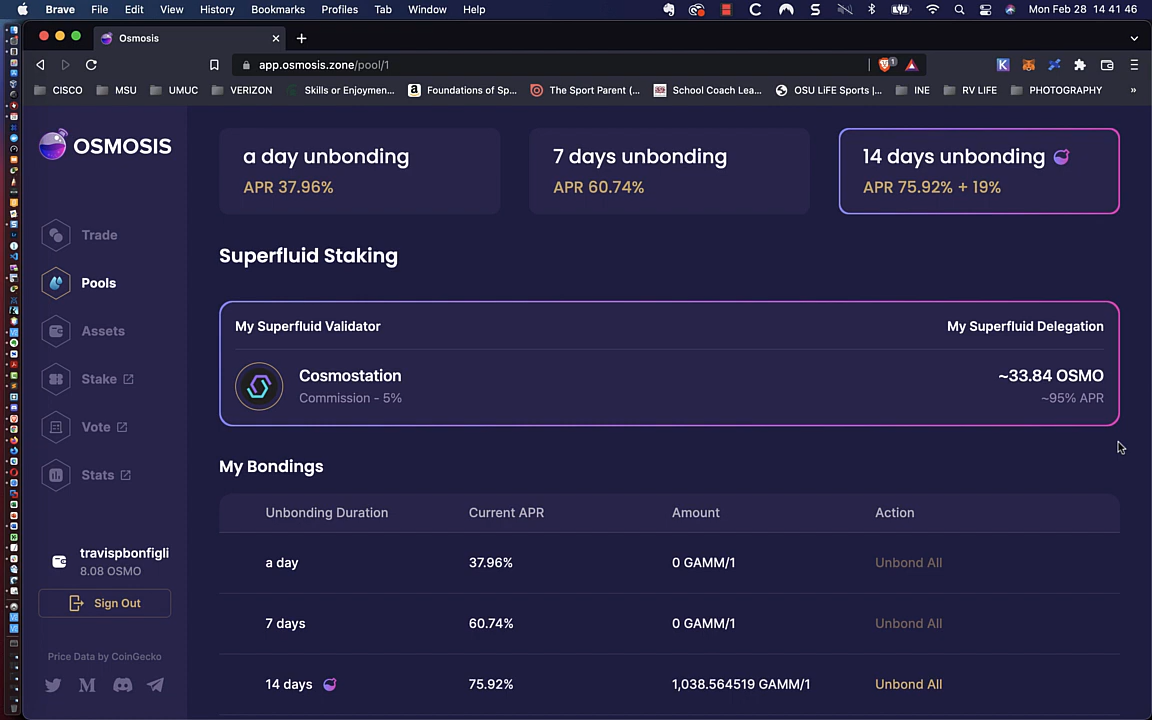 Brave File Edit View History Bookmarks Profiles Tab Window Help Mon Feb 28 14 41 46
Osmosis
app.osmosis.zone/pool/1
CISCO MSU UMUC VERIZON Skills or Enjoymen... Foundations of Sp... The Sport Parent (... School Coach Lea... OSU LiFE Sports |... INE RV LIFE PHOTOGRAPHY »
OSMOSIS
Trade
Pools
Assets
Stake
Vote
Stats
travispbonfigli
8.08 OSMO
Sign Out
Price Data by CoinGecko
a day unbonding
APR 37.96%
7 days unbonding
APR 60.74%
14 days unbonding
APR 75.92% + 19%
Superfluid Staking
My Superfluid Validator My Superfluid Delegation
Cosmostation ~33.84 OSMO
Commission - 5% ~95% APR
My Bondings
Unbonding Duration Current APR Amount Action
a day 37.96% 0 GAMM/1 Unbond All
7 days 60.74% 0 GAMM/1 Unbond All
14 days 75.92% 1,038.564519 GAMM/1 Unbond All